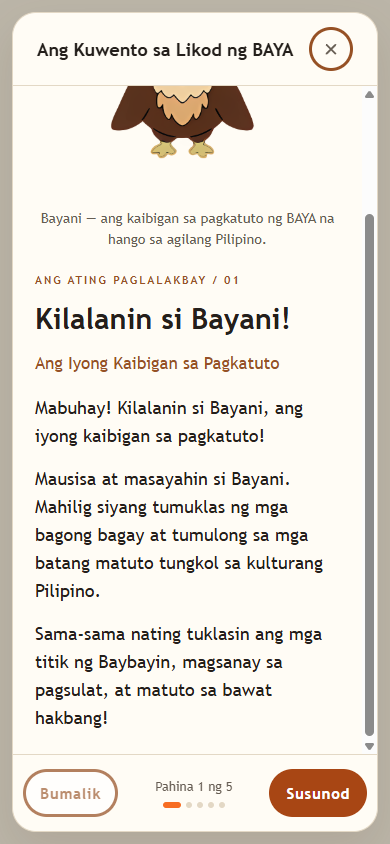 Ang Kuwento sa Likod ng BAYA
Bayani — ang kaibigan sa pagkatuto ng BAYA na
hango sa agilang Pilipino.
ANG ATING PAGLALAKBAY / 01
Kilalanin si Bayani!
Ang Iyong Kaibigan sa Pagkatuto
Mabuhay! Kilalanin si Bayani, ang
iyong kaibigan sa pagkatuto!
Mausisa at masayahin si Bayani.
Mahilig siyang tumuklas ng mga
bagong bagay at tumulong sa mga
batang matuto tungkol sa kulturang
Pilipino.
Sama-sama nating tuklasin ang mga
titik ng Baybayin, magsanay sa
pagsulat, at matuto sa bawat
hakbang!
Bumalik
Pahina 1 ng 5
Susunod